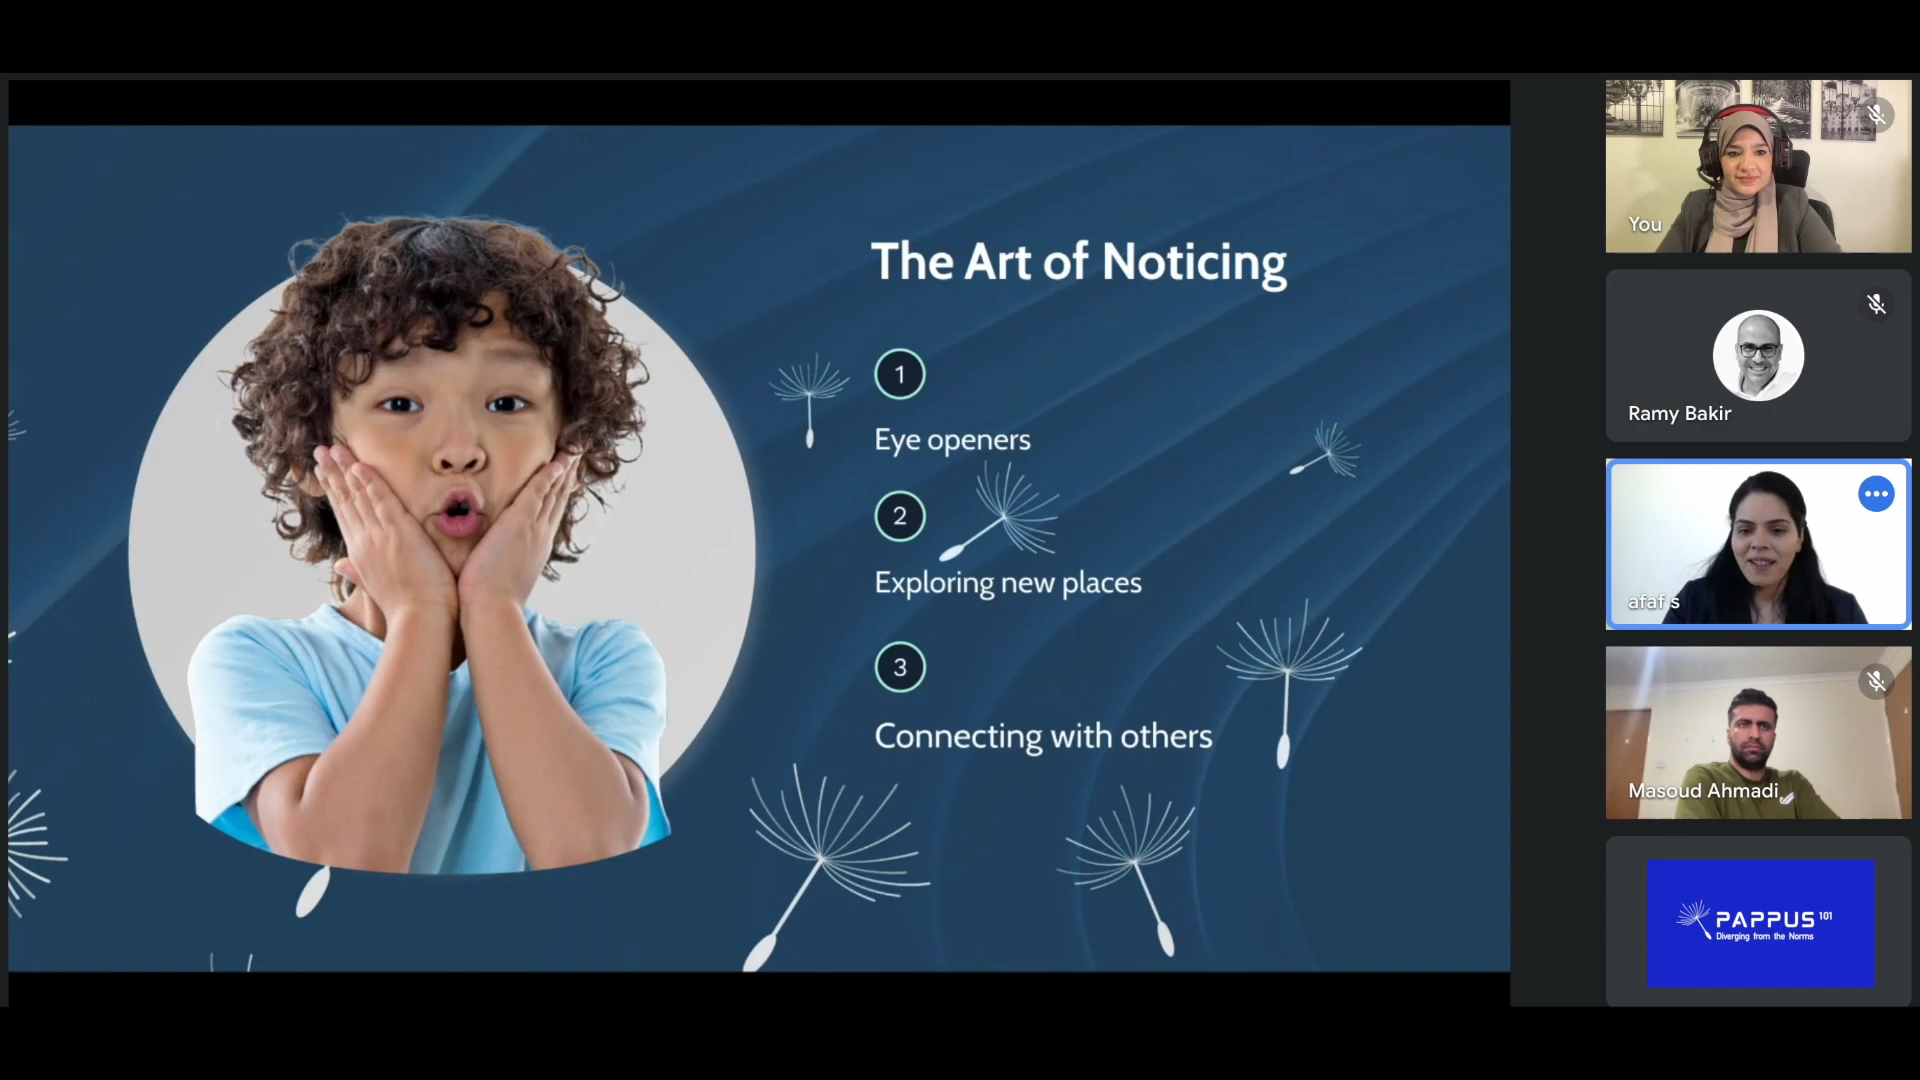 The Art of Noticing
1
Eye openers
2
Exploring new places
3
Connecting with others
You
Ramy Bakir
afaf s
Masoud Ahmadi
PAPPUS 101
Diverging from the Norms